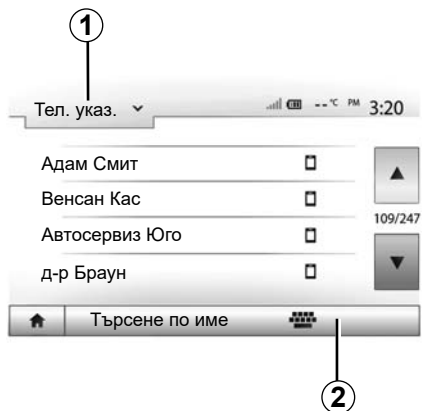 1
Тел. указ.
--°C PM 3:20
Адам Смит
Венсан Кас
109/247
Автосервиз Юго
д-р Браун
Търсене по име
2